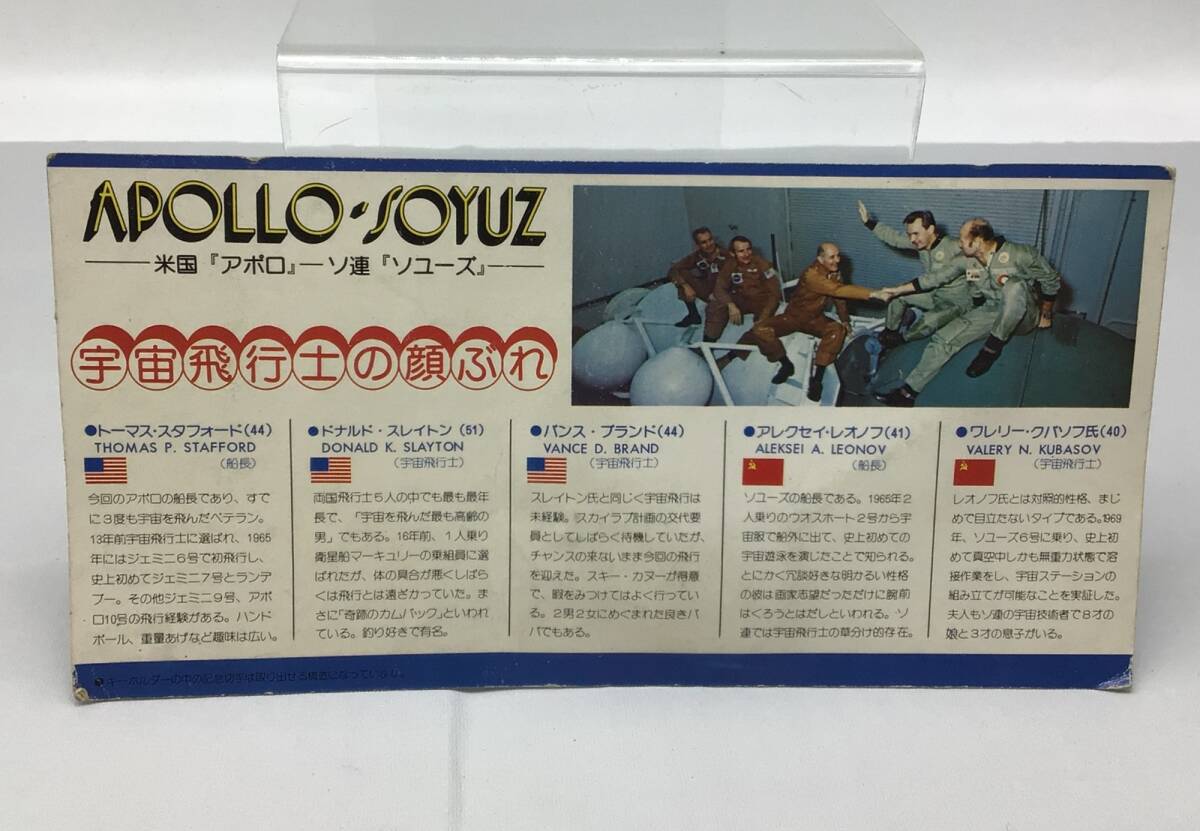 APOLLO・SOYUZ
米国『アポロ』—ソ連『ソユーズ』
宇宙飛行士の顔ぶれ
●トーマス・スタフォード(44)
THOMAS P. STAFFORD
(船長)
今回のアポロの船長であり、すで
に3度も宇宙を飛んだベテラン。
13年前宇宙飛行士に選ばれ、1965
年にはジェミニ6号で初飛行し、
史上初めてジェミニ7号とランデ
ブー。その他ジェミニ9号、アポ
ロ10号の飛行経験がある。ハンド
ボール、重量あげなど趣味は広い。
●ドナルド・スレイトン(51)
DONALD K. SLAYTON
(宇宙飛行士)
両国飛行士5人の中でも最も最年
長で、「宇宙を飛んだ最も高齢の
男」でもある。16年前、1人乗り
衛星船マーキュリーの乗組員に選
ばれたが、体の具合が悪くしばら
くは飛行とは遠ざかっていた。ま
さに「奇跡のカムバック」といわれ
ている。釣り好きで有名。
●バンス・ブランド(44)
VANCE D. BRAND
(宇宙飛行士)
スレイトン氏と同じく宇宙飛行は
未経験。スカイラブ計画の交代要
員としてしばらく待機していたが、
チャンスの来ないまま今回の飛行
を迎えた。スキー・カヌーが得意
で、暇をみつけてはよく行ってい
る。2男2女にめぐまれた良きパ
パでもある。
●アレクセイ・レオノフ(41)
ALEKSEI A. LEONOV
(船長)
ソユーズの船長である。1965年2
人乗りのウオスホート2号から宇
宙服で船外に出て、史上初めての
宇宙遊泳を演じたことで知られる。
とにかく冗談好きな明かるい性格
の彼は画家志望だっただけに腕前
はくろうとはだしといわれる。ソ
連では宇宙飛行士の草分け的存在。
●ワレリー・クバソフ氏(40)
VALERY N. KUBASOV
(宇宙飛行士)
レオノフ氏とは対照的性格、まじ
めで目立たないタイプである。1969
年、ソユーズ6号に乗り、史上初
めて真空中しかも無重力状態で溶
接作業をし、宇宙ステーションの
組み立てが可能なことを実証した。
夫人もソ連の宇宙技術者で8才の
娘と3才の息子がいる。
キーホルダーの中の記念切手は取り出せる構造になっています。